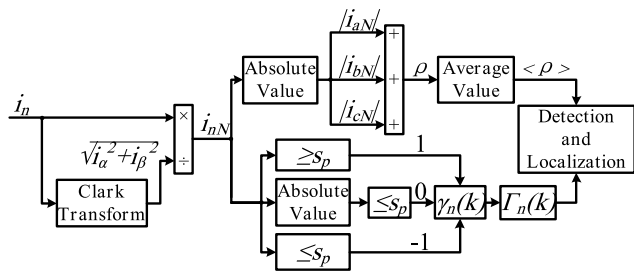 i_n
√i_α²+i_β²
Clark
Transform
×
÷
i_nN
Absolute
Value
|i_aN|
|i_bN|
|i_cN|
+
+
+
ρ
Average
Value
<ρ>
Detection
and
Localization
≥s_p
1
Absolute
Value
≤s_p
0
≤s_p
-1
γ_n(k)
Γ_n(k)